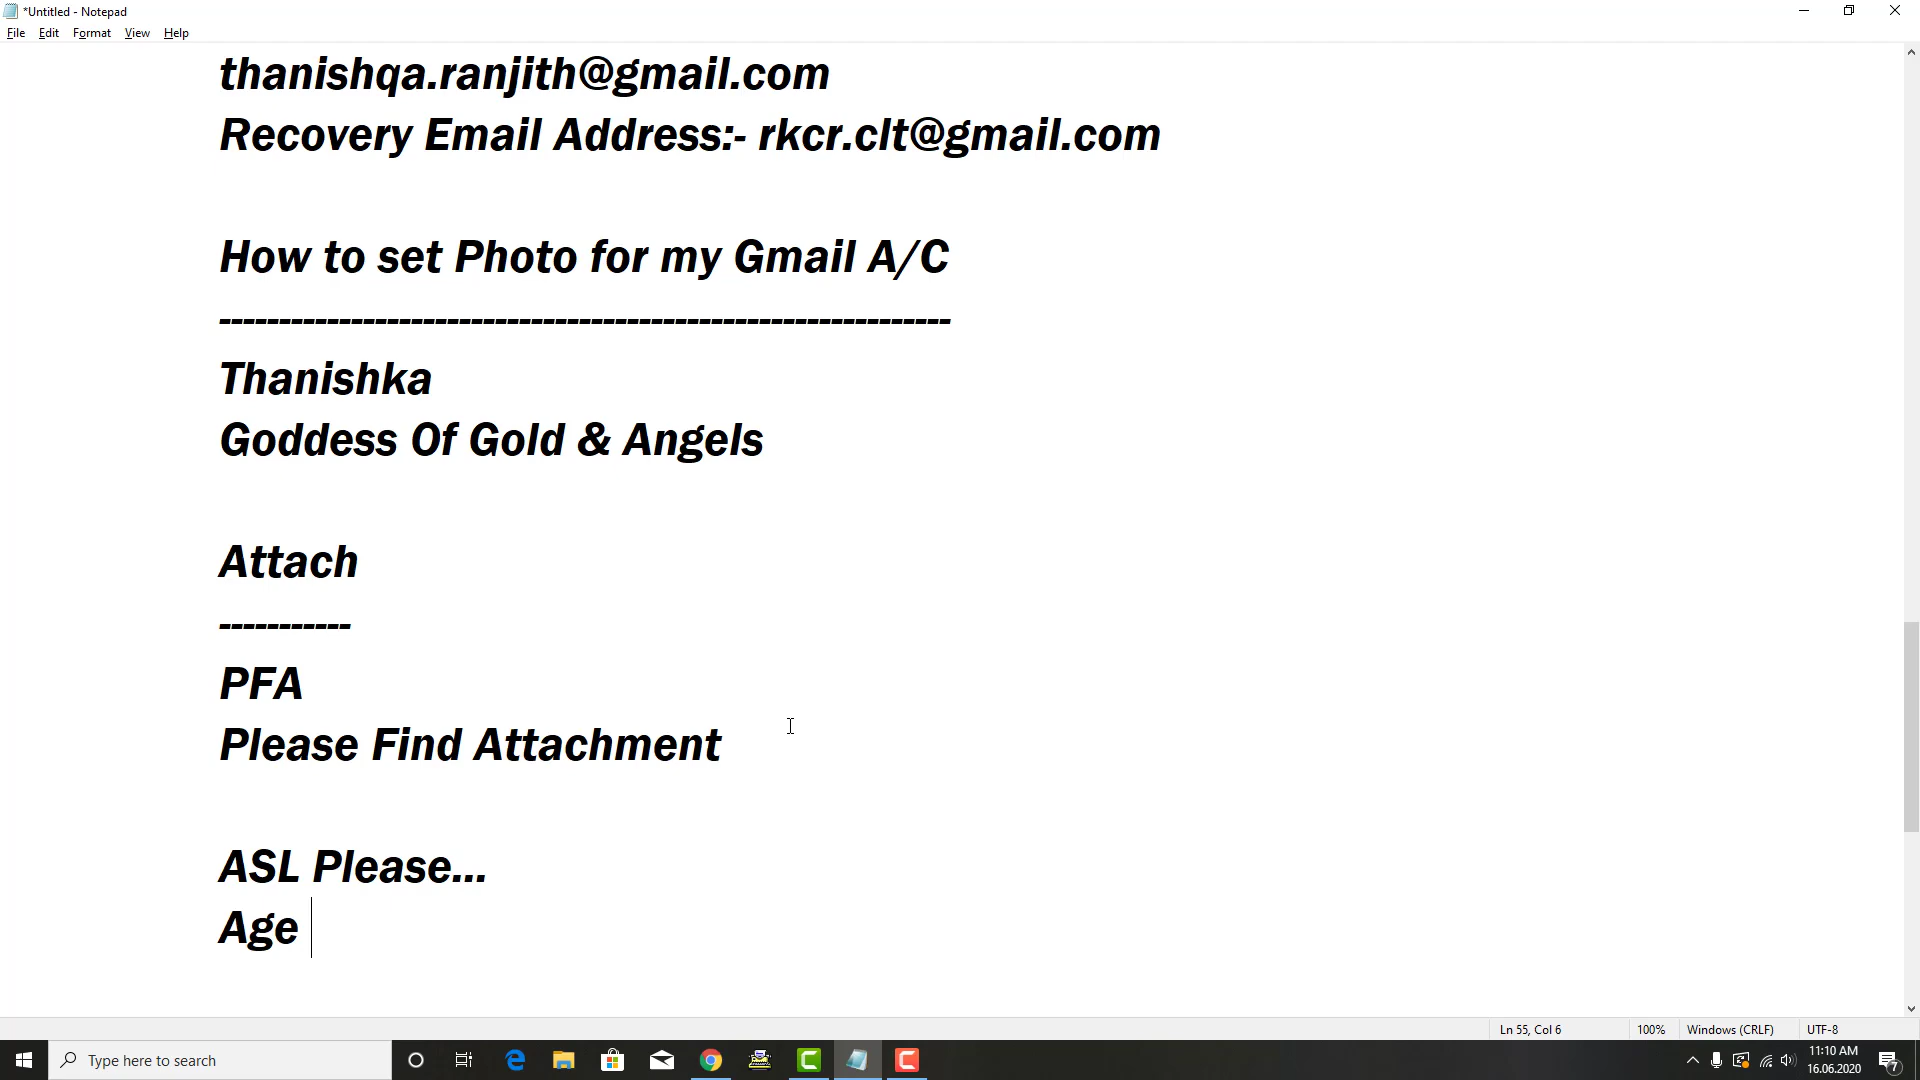 *Untitled - Notepad
File Edit Format View Help
thanishqa.ranjith@gmail.com
Recovery Email Address:- rkcr.clt@gmail.com
How to set Photo for my Gmail A/C
-------------------------------------------------------------
Thanishka
Goddess Of Gold & Angels
Attach
-----------
PFA
Please Find Attachment
ASL Please...
Age
Ln 55, Col 6 100% Windows (CRLF) UTF-8
Type here to search
11:10 AM
16.06.2020
7